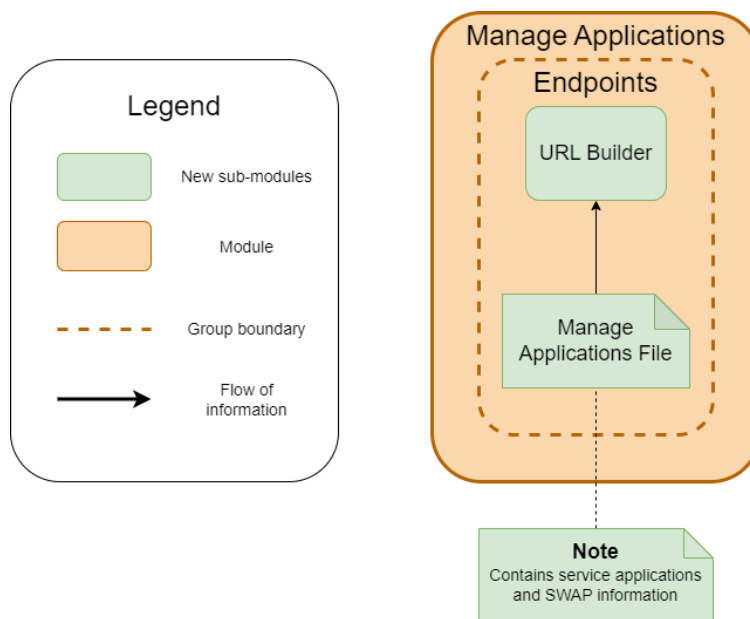 Legend
New sub-modules
Module
Group boundary
Flow of
information
Manage Applications
Endpoints
URL Builder
Manage
Applications File
Note
Contains service applications
and SWAP information